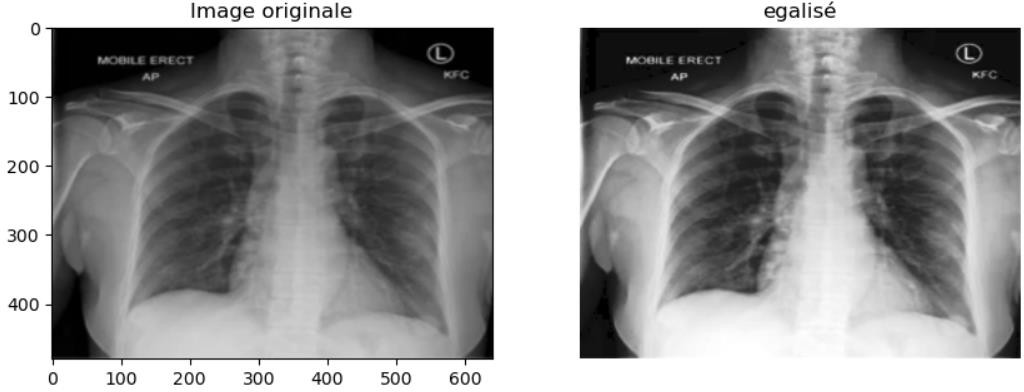 Image originale
egalisé
0
100
200
300
400
0 100 200 300 400 500 600
MOBILE ERECT
AP
L
KFC
MOBILE ERECT
AP
L
KFC